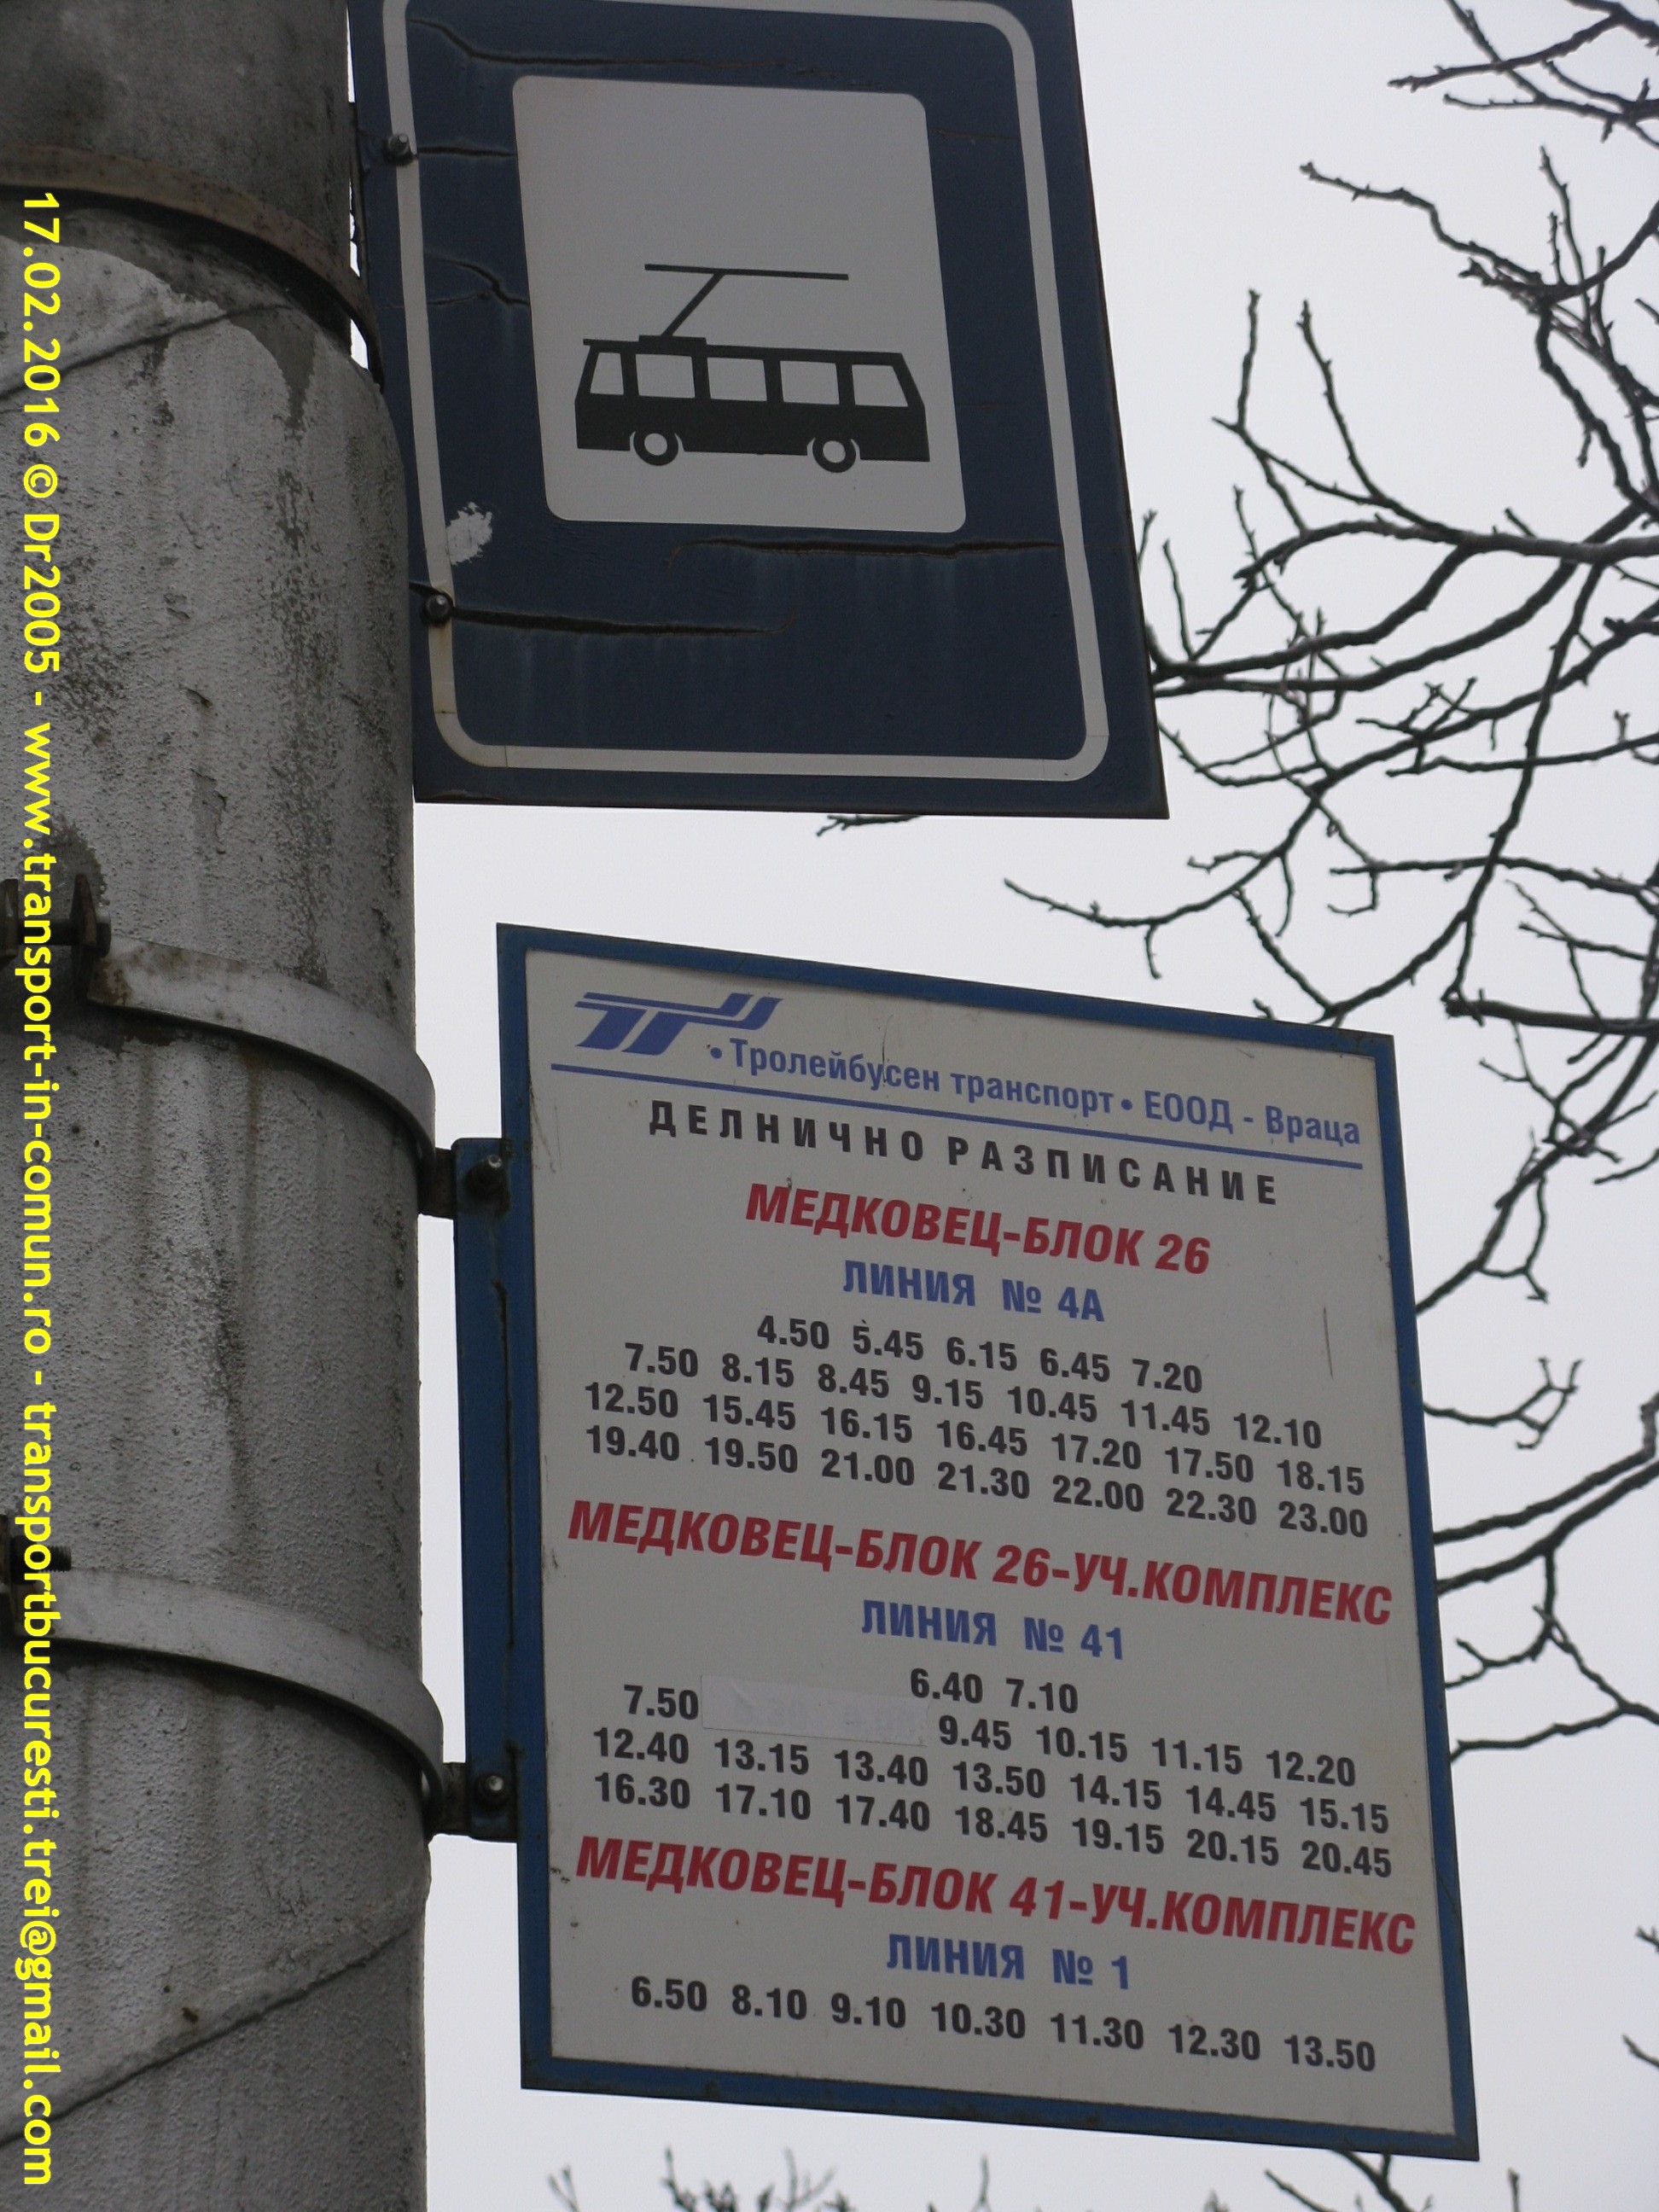 ТТ
• Тролейбусен транспорт • ЕООД - Враца
ДЕЛНИЧНО РАЗПИСАНИЕ
МЕДКОВЕЦ-БЛОК 26
ЛИНИЯ № 4А
4.50 5.45 6.15 6.45 7.20
7.50 8.15 8.45 9.15 10.45 11.45 12.10
12.50 15.45 16.15 16.45 17.20 17.50 18.15
19.40 19.50 21.00 21.30 22.00 22.30 23.00
МЕДКОВЕЦ-БЛОК 26-УЧ.КОМПЛЕКС
ЛИНИЯ № 41
6.40 7.10
7.50 9.45 10.15 11.15 12.20
12.40 13.15 13.40 13.50 14.15 14.45 15.15
16.30 17.10 17.40 18.45 19.15 20.15 20.45
МЕДКОВЕЦ-БЛОК 41-УЧ.КОМПЛЕКС
ЛИНИЯ № 1
6.50 8.10 9.10 10.30 11.30 12.30 13.50
17.02.2016 © Dr2005 - www.transport-in-comun.ro - transportbucuresti.trei@gmail.com